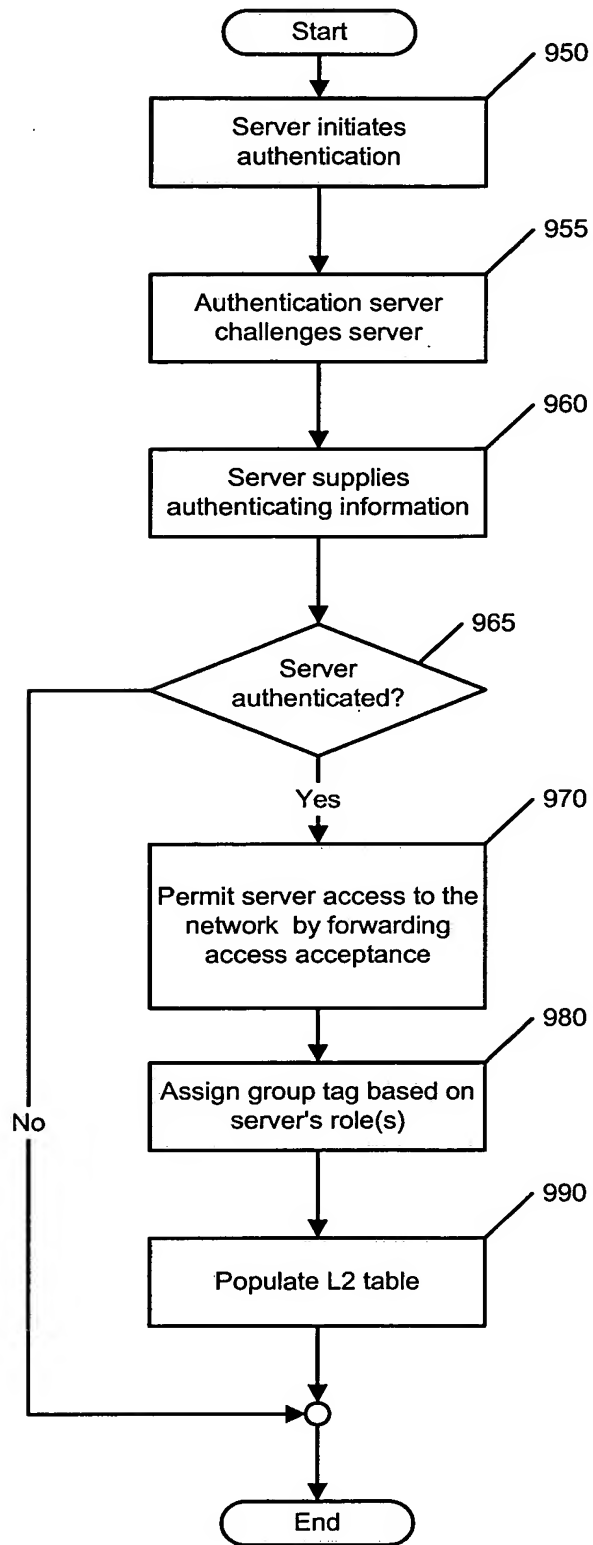 Start
950
Server initiates
authentication
955
Authentication server
challenges server
960
Server supplies
authenticating information
965
Server
authenticated?
Yes
970
Permit server access to the
network by forwarding
access acceptance
980
Assign group tag based on
server's role(s)
No
990
Populate L2 table
End